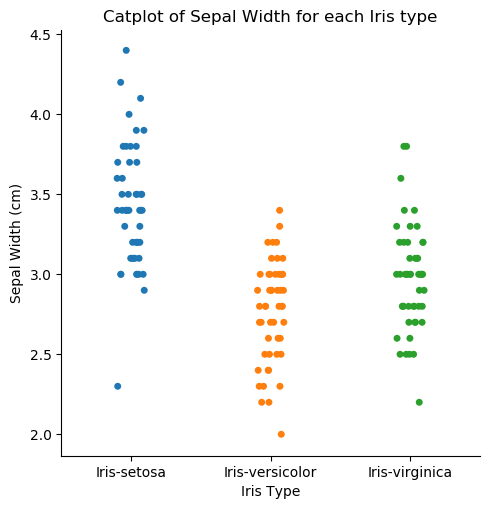 Catplot of Sepal Width for each Iris type
4.5
4.0
3.5
3.0
2.5
2.0
Sepal Width (cm)
Iris-setosa Iris-versicolor Iris-virginica
Iris Type